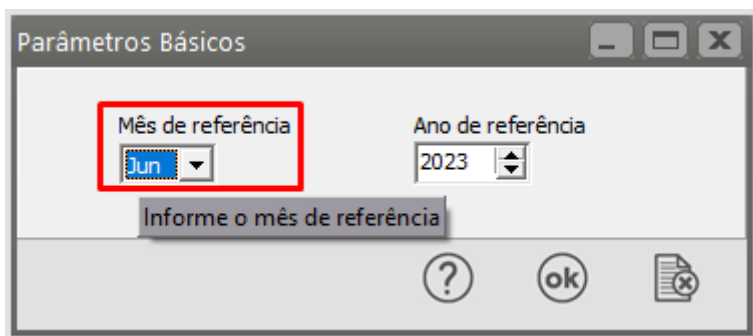 Parâmetros Básicos
Mês de referência
Ano de referência
Jun
2023
Informe o mês de referência
?
ok